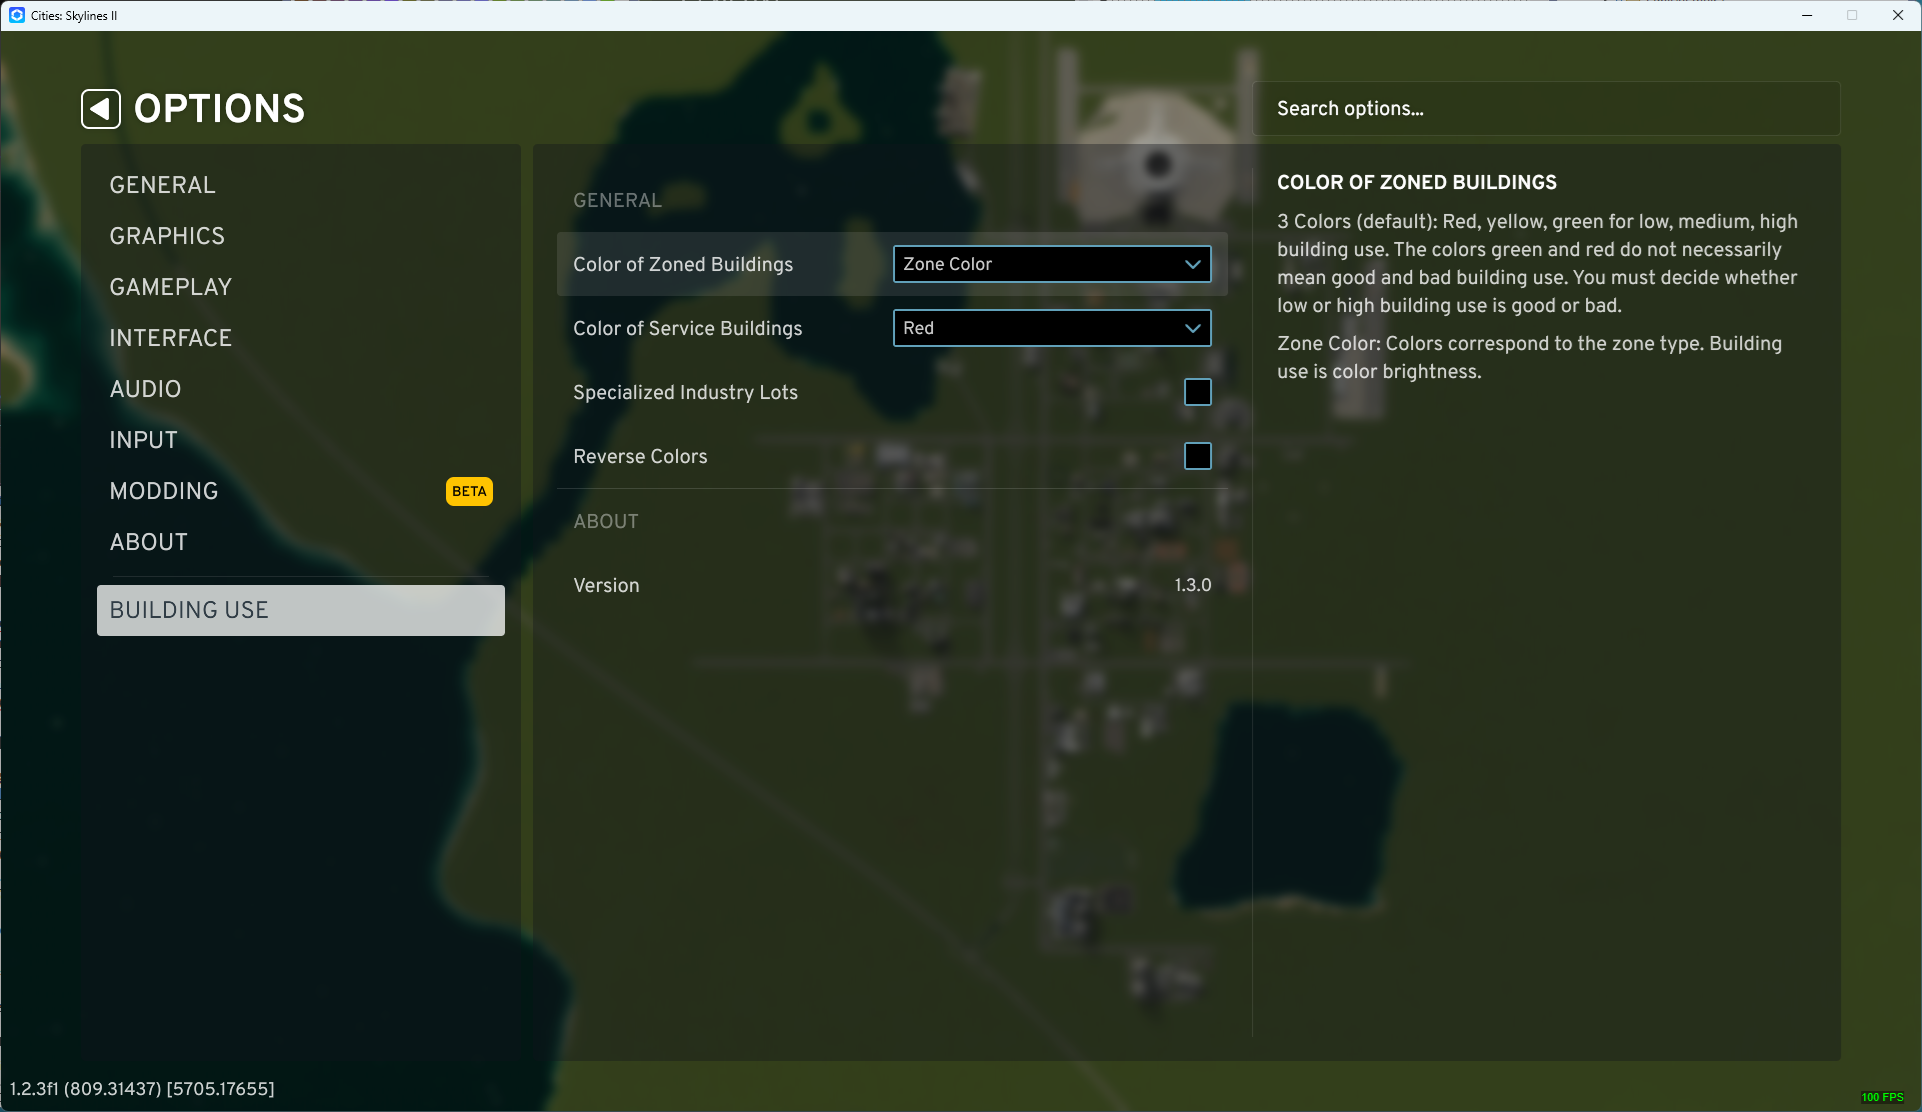 Cities: Skylines II
OPTIONS
Search options...
GENERAL
GRAPHICS
GAMEPLAY
INTERFACE
AUDIO
INPUT
MODDING
BETA
ABOUT
BUILDING USE
GENERAL
Color of Zoned Buildings
Zone Color
Color of Service Buildings
Red
Specialized Industry Lots
Reverse Colors
ABOUT
Version
1.3.0
COLOR OF ZONED BUILDINGS
3 Colors (default): Red, yellow, green for low, medium, high
building use. The colors green and red do not necessarily
mean good and bad building use. You must decide whether
low or high building use is good or bad.
Zone Color: Colors correspond to the zone type. Building
use is color brightness.
1.2.3f1 (809.31437) [5705.17655]
100 FPS